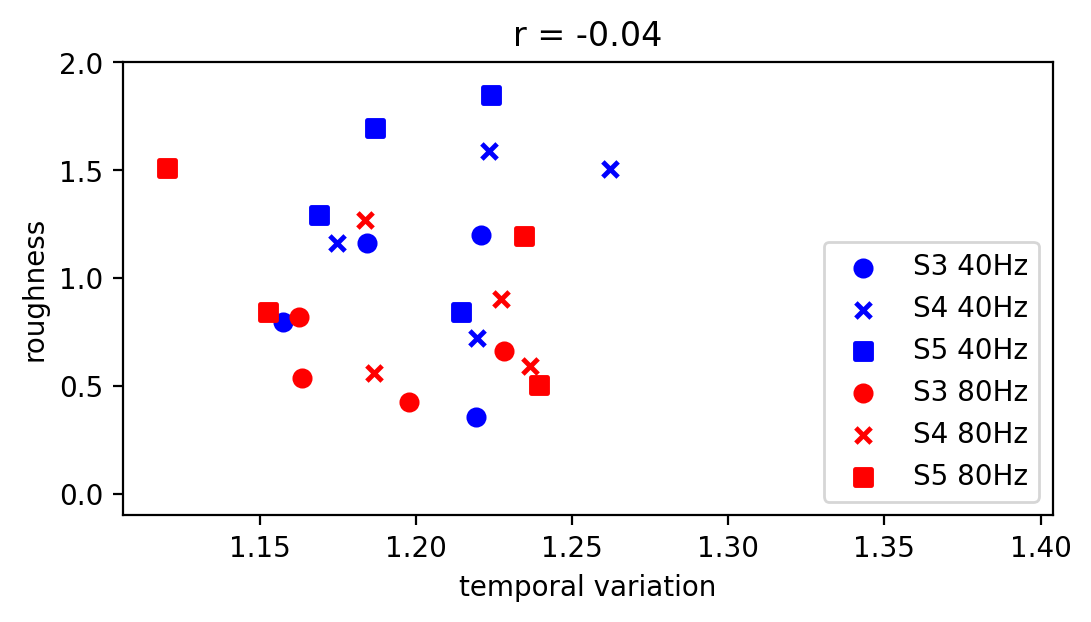 r = -0.04
2.0
1.5
1.0
0.5
0.0
roughness
S3 40Hz
S4 40Hz
S5 40Hz
S3 80Hz
S4 80Hz
S5 80Hz
1.15 1.20 1.25 1.30 1.35 1.40
temporal variation